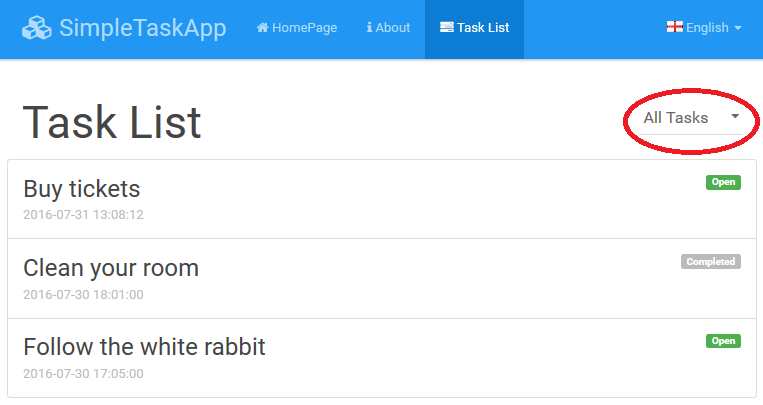 SimpleTaskApp HomePage About Task List English
Task List
All Tasks
Buy tickets
Open
2016-07-31 13:08:12
Clean your room
Completed
2016-07-30 18:01:00
Follow the white rabbit
Open
2016-07-30 17:05:00